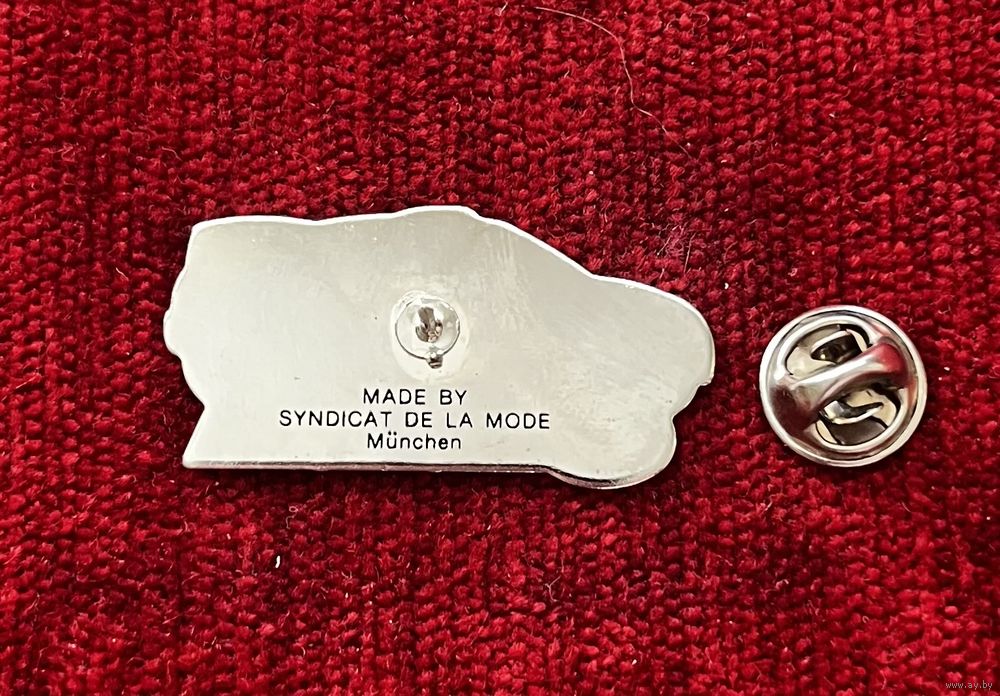 MADE BY
SYNDICAT DE LA MODE
München
www.ay.by